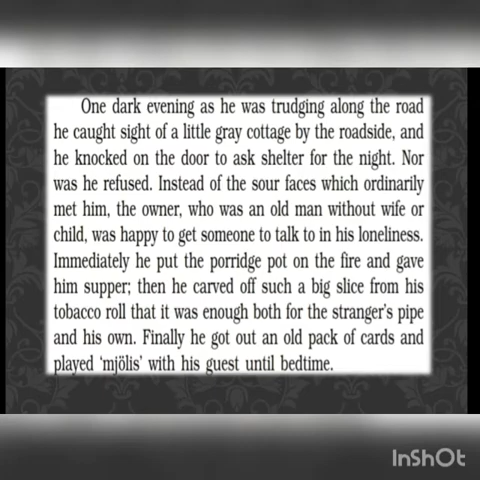 One dark evening as he was trudging along the road
he caught sight of a little gray cottage by the roadside, and
he knocked on the door to ask shelter for the night. Nor
was he refused. Instead of the sour faces which ordinarily
met him, the owner, who was an old man without wife or
child, was happy to get someone to talk to in his loneliness.
Immediately he put the porridge pot on the fire and gave
him supper; then he carved off such a big slice from his
tobacco roll that it was enough both for the stranger's pipe
and his own. Finally he got out an old pack of cards and
played ‘mjölis’ with his guest until bedtime.
InShOt